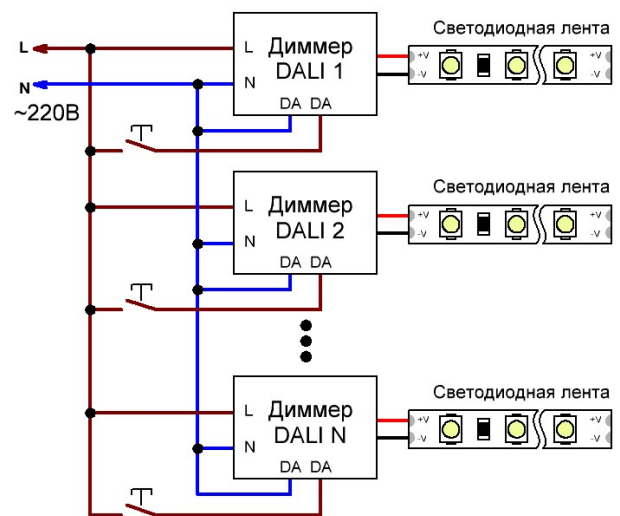 Светодиодная лента
L
L
Диммер
DALI 1
+V
-V
+V
-V
N
N
~220В
DA DA
Светодиодная лента
L
Диммер
DALI 2
+V
-V
+V
-V
N
DA DA
Светодиодная лента
L
Диммер
DALI N
+V
-V
+V
-V
N
DA DA